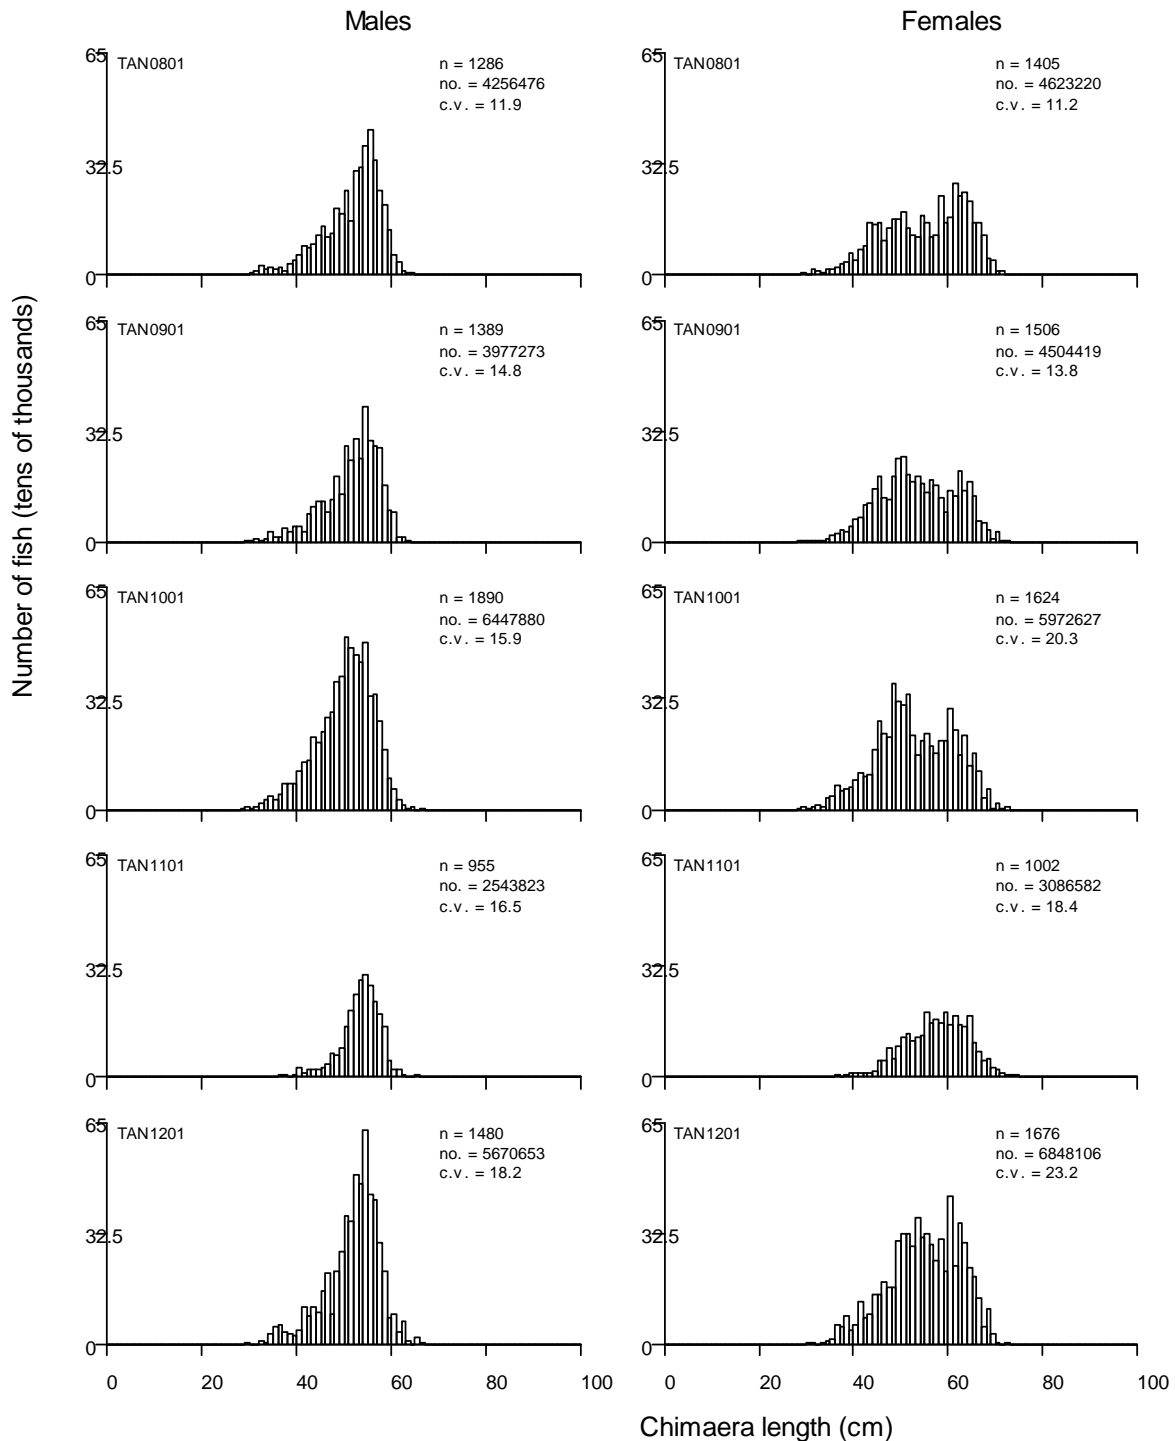 Males
Females
Number of fish (tens of thousands)
65
TAN0801
n = 1286
no. = 4256476
c.v. = 11.9
32.5
0
65
TAN0801
n = 1405
no. = 4623220
c.v. = 11.2
32.5
0
65
TAN0901
n = 1389
no. = 3977273
c.v. = 14.8
32.5
0
65
TAN0901
n = 1506
no. = 4504419
c.v. = 13.8
32.5
0
65
TAN1001
n = 1890
no. = 6447880
c.v. = 15.9
32.5
0
65
TAN1001
n = 1624
no. = 5972627
c.v. = 20.3
32.5
0
65
TAN1101
n = 955
no. = 2543823
c.v. = 16.5
32.5
0
65
TAN1101
n = 1002
no. = 3086582
c.v. = 18.4
32.5
0
65
TAN1201
n = 1480
no. = 5670653
c.v. = 18.2
32.5
0
65
TAN1201
n = 1676
no. = 6848106
c.v. = 23.2
32.5
0
0 20 40 60 80 100
0 20 40 60 80 100
Chimaera length (cm)